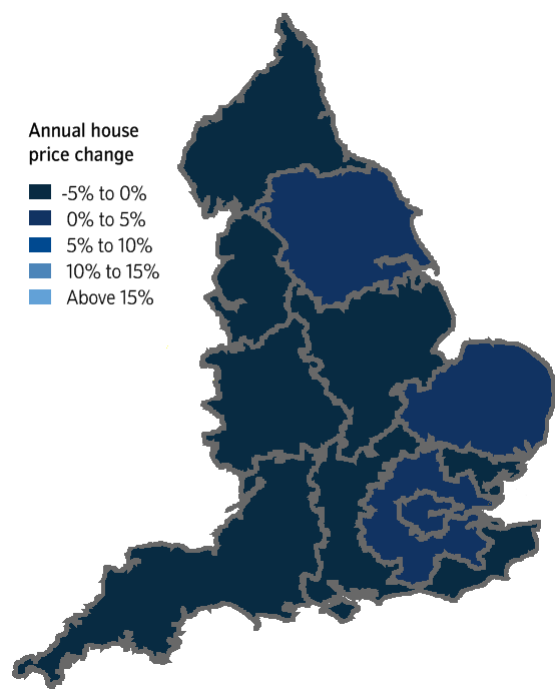 Annual house
price change
-5% to 0%
0% to 5%
5% to 10%
10% to 15%
Above 15%